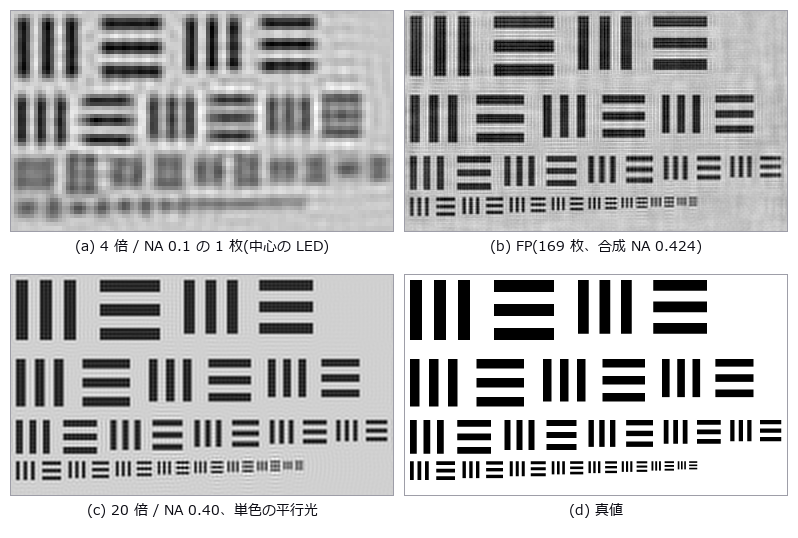 (a) 4 倍 / NA 0.1 の 1 枚(中心の LED)
(b) FP(169 枚、合成 NA 0.424)
(c) 20 倍 / NA 0.40、単色の平行光
(d) 真値